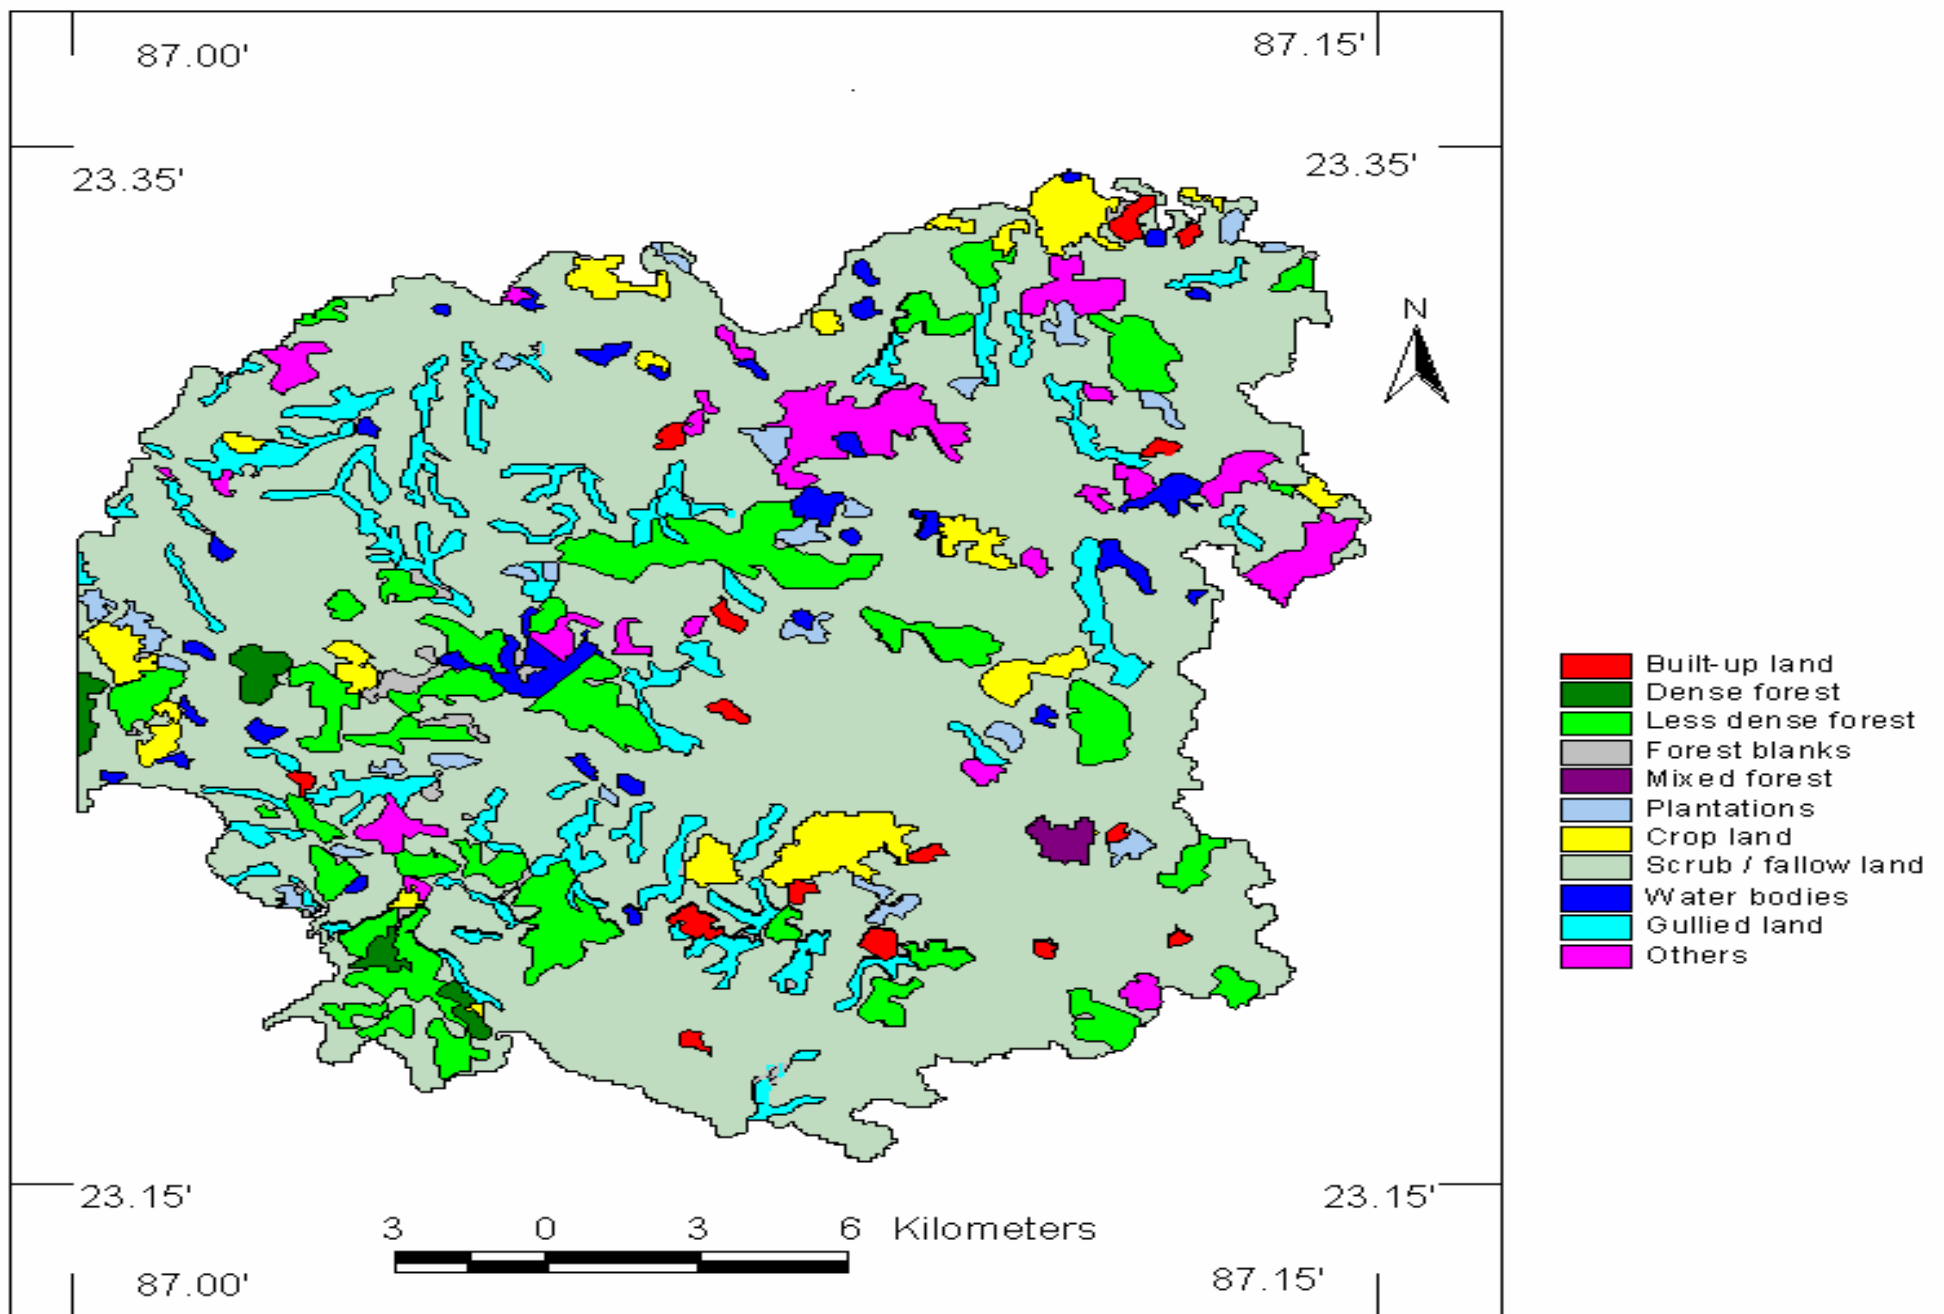 87.00'
87.15'
23.35'
23.35'
N
Built-up land
Dense forest
Less dense forest
Forest blanks
Mixed forest
Plantations
Crop land
Scrub / fallow land
Water bodies
Gullied land
Others
23.15'
23.15'
3 0 3 6 Kilometers
87.00'
87.15'